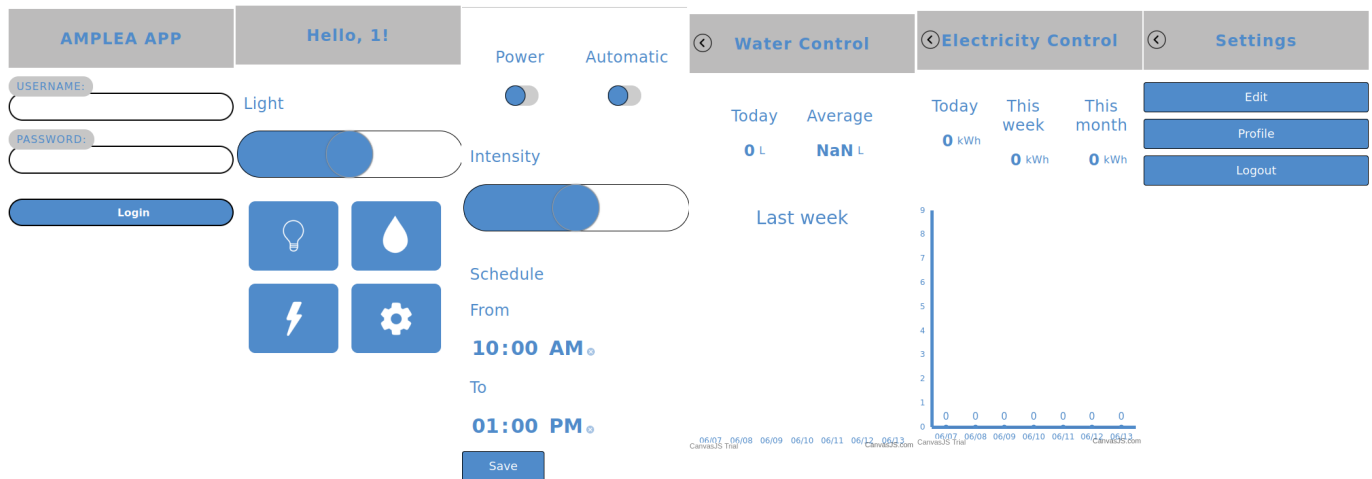 AMPLEA APP
USERNAME:
PASSWORD:
Login
Hello, 1!
Light
Power Automatic
Intensity
Schedule
From
10:00 AM
To
01:00 PM
Save
Water Control
Today Average
0 L NaN L
Last week
06/07 06/08 06/09 06/10 06/11 06/12 06/13
CanvasJS Trial CanvasJS.com
Electricity Control
Today This week This month
0 kWh 0 kWh 0 kWh
9
8
7
6
5
4
3
2
1
0
0 0 0 0 0 0 0
06/07 06/08 06/09 06/10 06/11 06/12 06/13
CanvasJS Trial CanvasJS.com
Settings
Edit
Profile
Logout